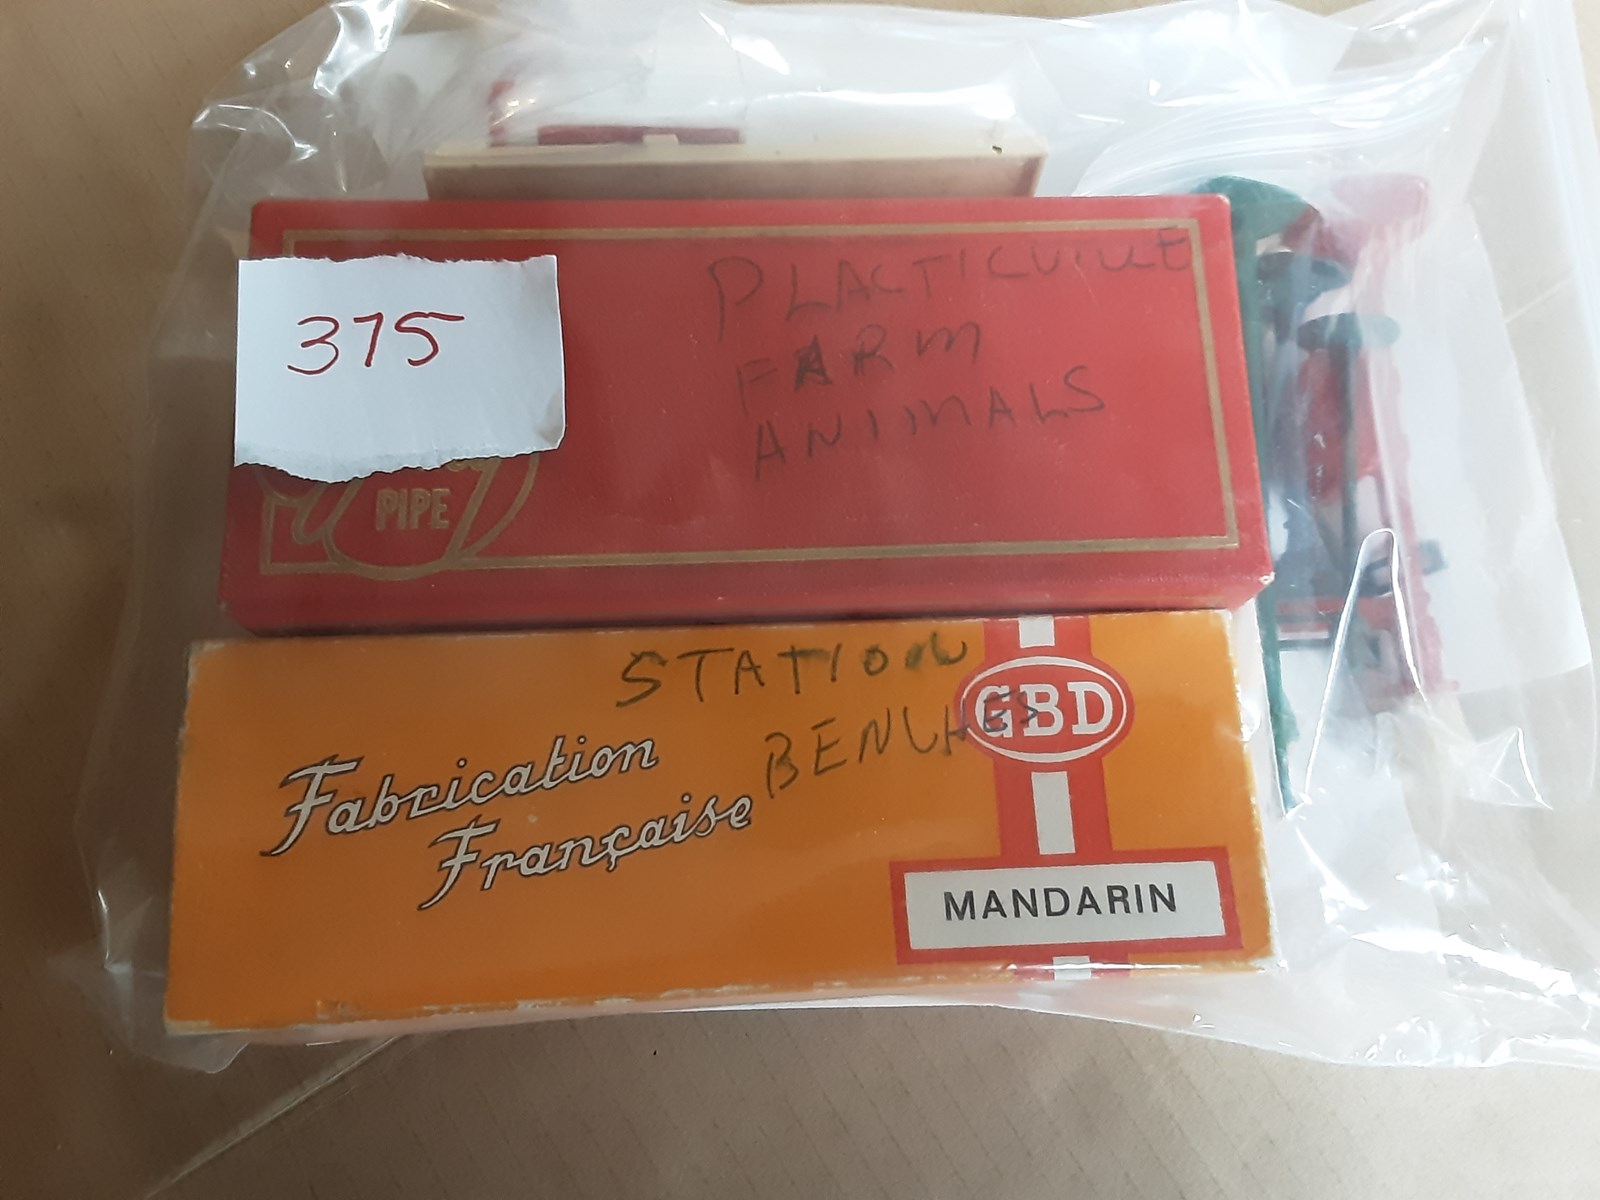 375
PLACTICVILLE
FARM
ANIMALS
PIPE
STATION
BENCHES
GBD
Fabrication
Française
MANDARIN